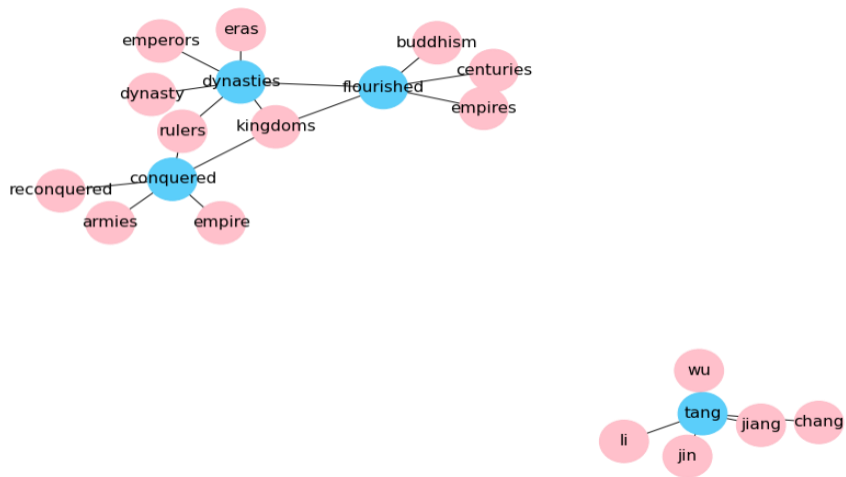 eras
emperors
buddhism
centuries
dynasties
flourished
dynasty
empires
rulers
kingdoms
conquered
reconquered
armies
empire
wu
tang
chang
jiang
li
jin